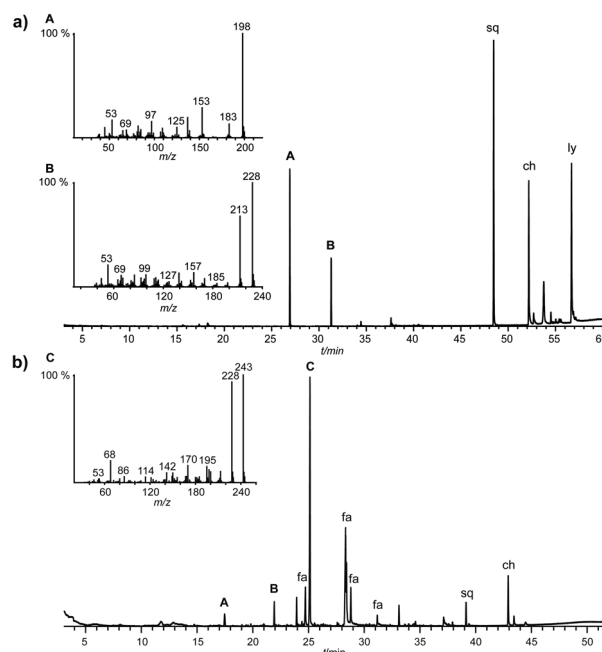 a)
A
100 %
198
53
69
97
125
153
183
50
100
150
200
m/z
B
100 %
228
213
53
69
99
127
157
185
60
120
180
240
m/z
A
B
sq
ch
ly
5
10
15
20
25
30
35
40
45
50
55
t/min
b)
C
100 %
228
243
53
68
86
114
142
170
195
60
120
180
240
m/z
A
B
fa
C
fa
fa
fa
sq
ch
5
10
15
20
25
30
35
40
45
50
t/min